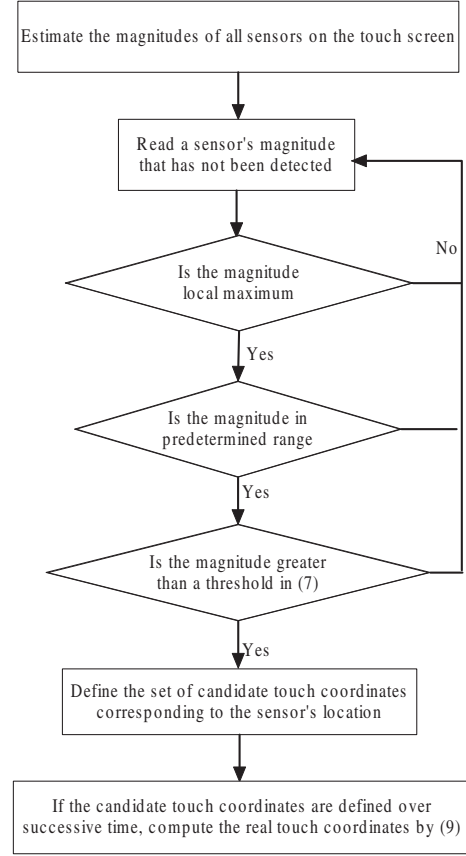 Estimate the magnitudes of all sensors on the touch screen
Read a sensor's magnitude
that has not been detected
No
Is the magnitude
local maximum
Yes
Is the magnitude in
predetermined range
Yes
Is the magnitude greater
than a threshold in (7)
Yes
Define the set of candidate touch coordinates
corresponding to the sensor's location
If the candidate touch coordinates are defined over
successive time, compute the real touch coordinates by (9)